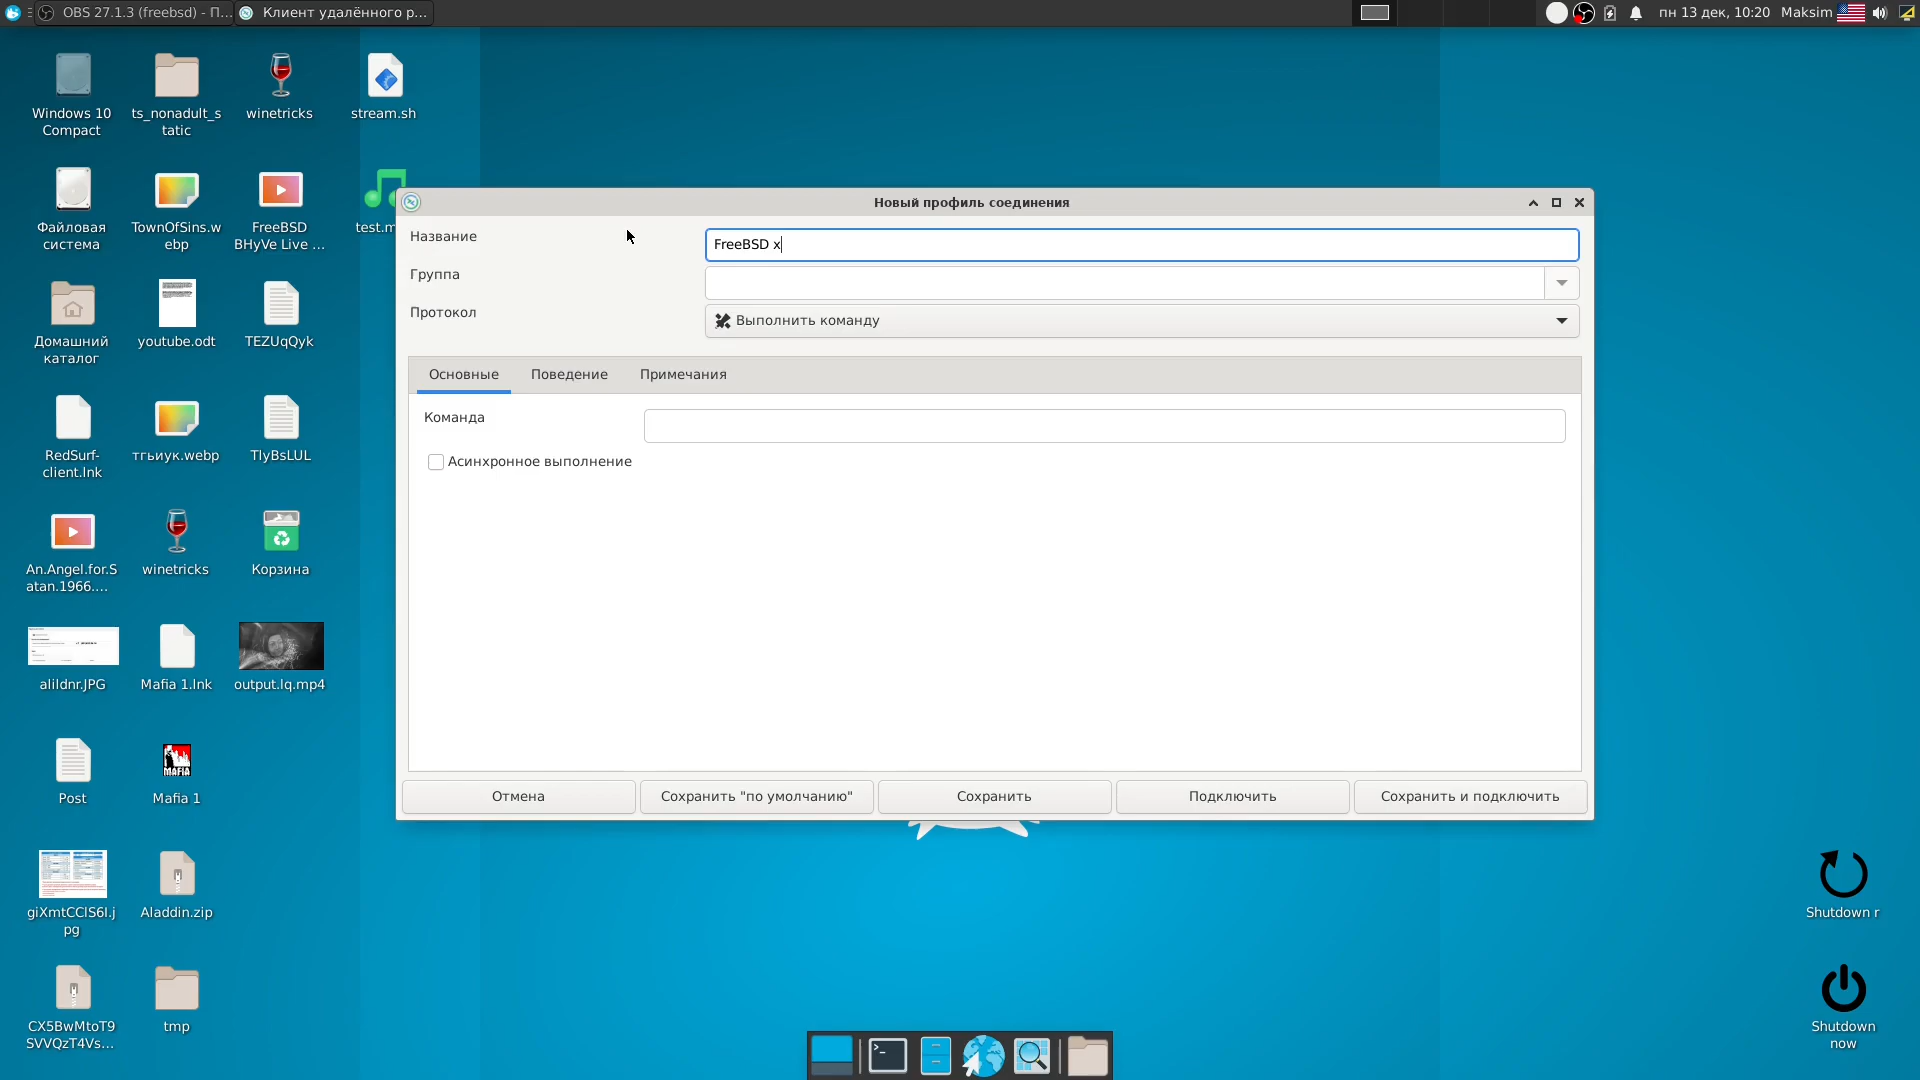 OBS 27.1.3 (freebsd) - П...
Клиент удалённого р...
пн 13 дек, 10:20
Maksim
Windows 10
Compact
ts_nonadult_s
tatic
winetricks
stream.sh
Файловая
система
TownOfSins.w
ebp
FreeBSD
BHyVe Live ...
test.m
Домашний
каталог
youtube.odt
TEZUqQyk
RedSurf-
client.lnk
тгьиук.webp
TlyBsLUL
An.Angel.for.S
atan.1966....
winetricks
Корзина
alildnr.JPG
Mafia 1.lnk
output.lq.mp4
Post
MAFIA
Mafia 1
giXmtCClS6I.j
pg
Aladdin.zip
CX5BwMtoT9
SVVQzT4Vs...
tmp
Новый профиль соединения
Название
FreeBSD x
Группа
Протокол
Выполнить команду
Основные
Поведение
Примечания
Команда
Асинхронное выполнение
Отмена
Сохранить "по умолчанию"
Сохранить
Подключить
Сохранить и подключить
Shutdown r
Shutdown
now